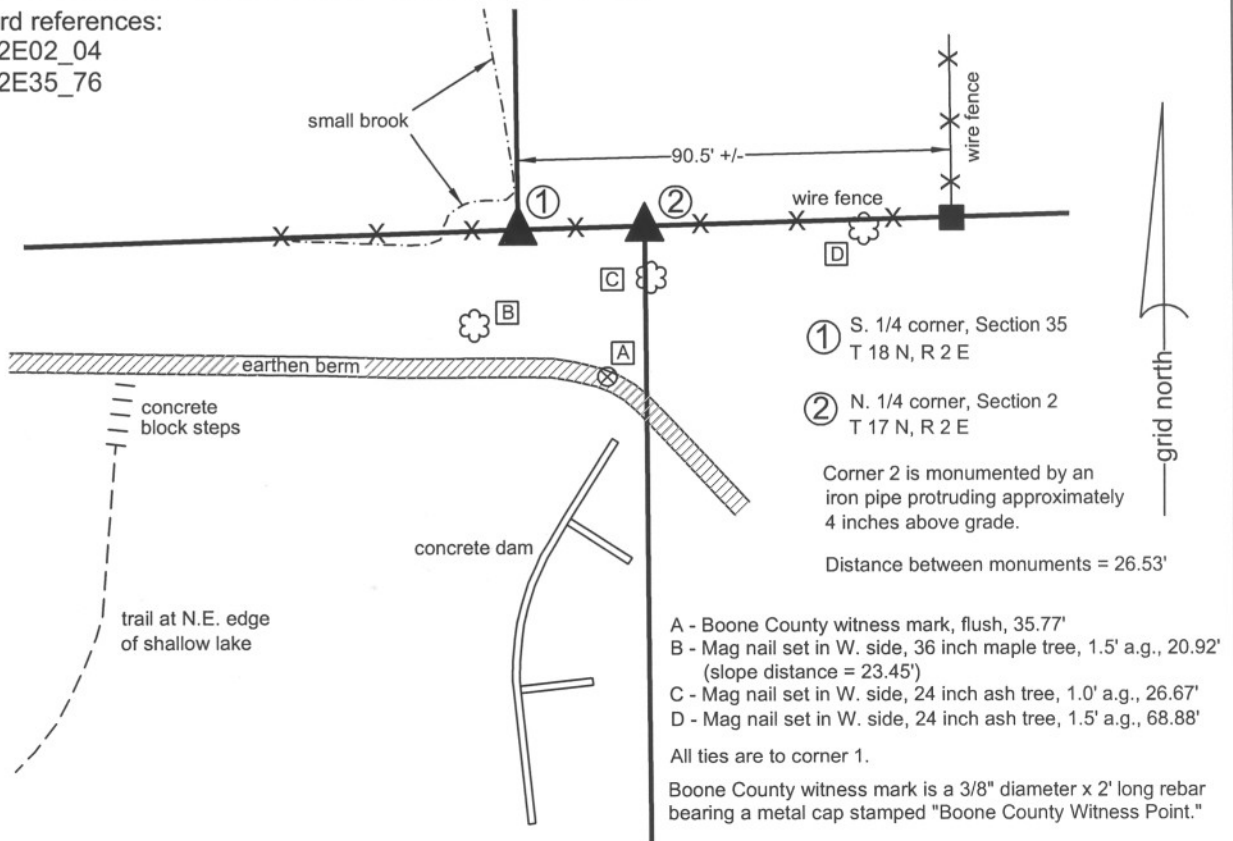 rd references:
2E02_04
2E35_76
small brook
90.5' +/-
wire fence
1
2
wire fence
D
C
B
A
earthen berm
concrete
block steps
concrete dam
trail at N.E. edge
of shallow lake
1 S. 1/4 corner, Section 35
T 18 N, R 2 E
2 N. 1/4 corner, Section 2
T 17 N, R 2 E
grid north
Corner 2 is monumented by an
iron pipe protruding approximately
4 inches above grade.
Distance between monuments = 26.53'
A - Boone County witness mark, flush, 35.77'
B - Mag nail set in W. side, 36 inch maple tree, 1.5' a.g., 20.92'
(slope distance = 23.45')
C - Mag nail set in W. side, 24 inch ash tree, 1.0' a.g., 26.67'
D - Mag nail set in W. side, 24 inch ash tree, 1.5' a.g., 68.88'
All ties are to corner 1.
Boone County witness mark is a 3/8" diameter x 2' long rebar
bearing a metal cap stamped "Boone County Witness Point."